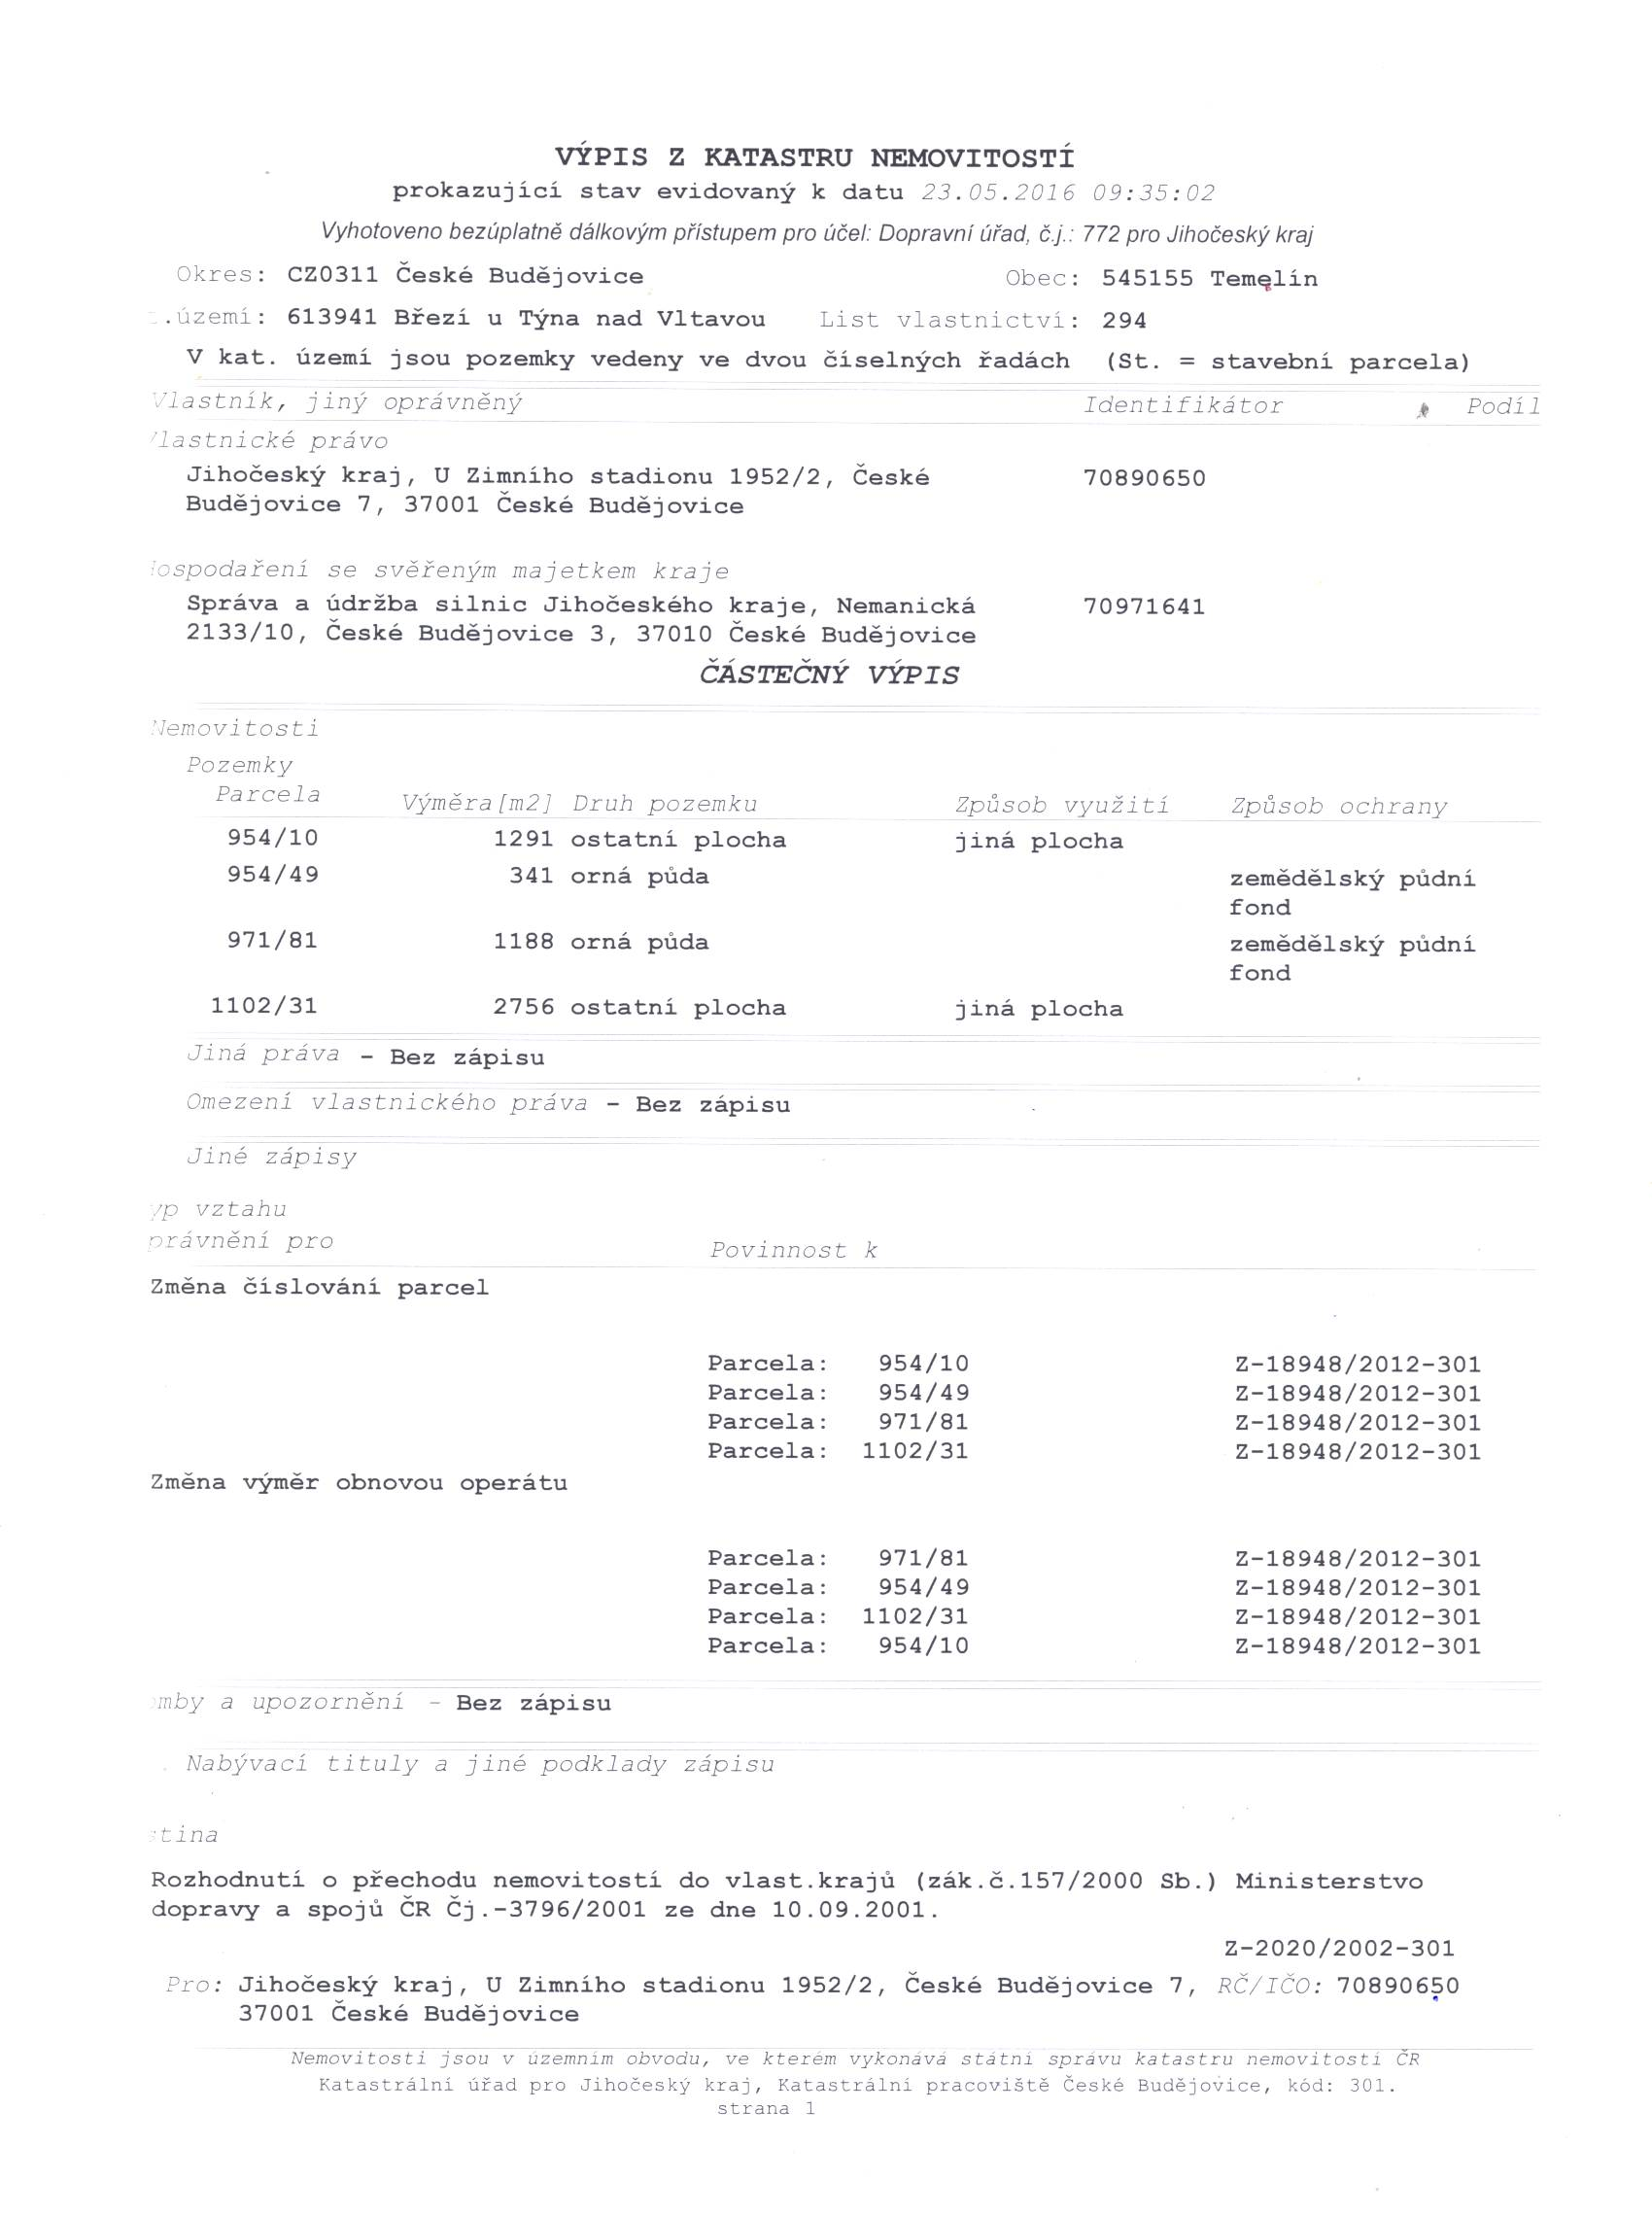 VÝPIS Z KATASTRU NEMOVITOSTÍ
prokazující stav evidovaný k datu 23.05.2016 09:35:02
Vyhotoveno bezúplatně dálkovým přístupem pro účel: Dopravní úřad, č.j.: 772 pro Jihočeský kraj
Okres: CZ0311 České Budějovice Obec: 545155 Temelín
.území: 613941 Březí u Týna nad Vltavou List vlastnictví: 294
V kat. území jsou pozemky vedeny ve dvou číselných řadách (St. = stavební parcela)
Vlastník, jiný oprávněný Identifikátor Podíl
Vlastnické právo
Jihočeský kraj, U Zimního stadionu 1952/2, České 70890650
Budějovice 7, 37001 České Budějovice
Hospodaření se svěřeným majetkem kraje
Správa a údržba silnic Jihočeského kraje, Nemanická 70971641
2133/10, České Budějovice 3, 37010 České Budějovice
ČÁSTEČNÝ VÝPIS
Nemovitosti
Pozemky
Parcela Výměra[m2] Druh pozemku Způsob využití Způsob ochrany
954/10 1291 ostatní plocha jiná plocha
954/49 341 orná půda zemědělský půdní
fond
971/81 1188 orná půda zemědělský půdní
fond
1102/31 2756 ostatní plocha jiná plocha
Jiná práva - Bez zápisu
Omezení vlastnického práva - Bez zápisu
Jiné zápisy
yp vztahu
právnění pro Povinnost k
Změna číslování parcel
Parcela: 954/10 Z-18948/2012-301
Parcela: 954/49 Z-18948/2012-301
Parcela: 971/81 Z-18948/2012-301
Parcela: 1102/31 Z-18948/2012-301
Změna výměr obnovou operátu
Parcela: 971/81 Z-18948/2012-301
Parcela: 954/49 Z-18948/2012-301
Parcela: 1102/31 Z-18948/2012-301
Parcela: 954/10 Z-18948/2012-301
omby a upozornění - Bez zápisu
Nabývací tituly a jiné podklady zápisu
stina
Rozhodnutí o přechodu nemovitostí do vlast.krajů (zák.č.157/2000 Sb.) Ministerstvo
dopravy a spojů ČR Čj.-3796/2001 ze dne 10.09.2001.
Z-2020/2002-301
Pro: Jihočeský kraj, U Zimního stadionu 1952/2, České Budějovice 7, RČ/IČO: 70890650
37001 České Budějovice
Nemovitosti jsou v územním obvodu, ve kterém vykonává státní správu katastru nemovitostí ČR
Katastrální úřad pro Jihočeský kraj, Katastrální pracoviště České Budějovice, kód: 301.
strana 1